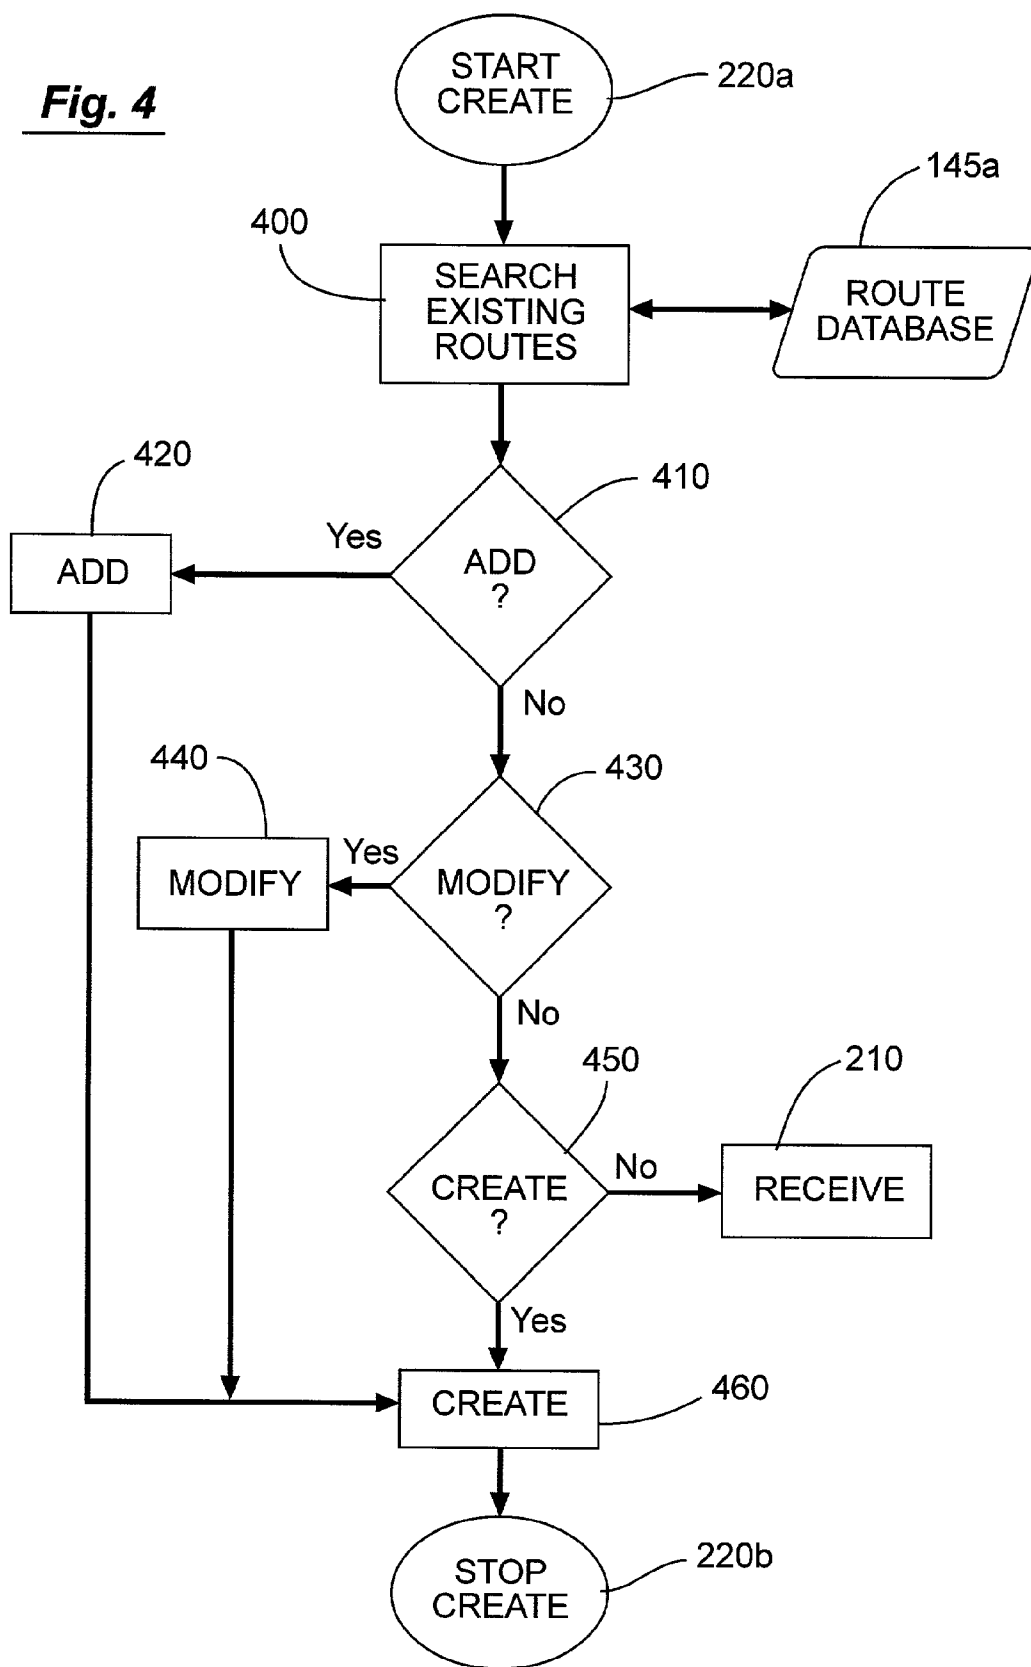 Fig. 4
START
CREATE
220a
145a
400
SEARCH
EXISTING
ROUTES
ROUTE
DATABASE
420
410
Yes
ADD
ADD
?
No
440
430
Yes
MODIFY
MODIFY
?
No
450
210
No
CREATE
?
RECEIVE
Yes
CREATE
460
STOP
CREATE
220b